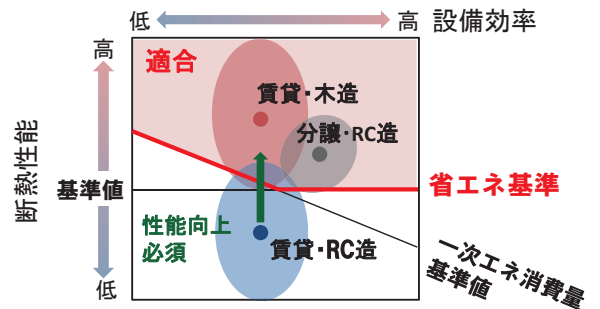 低 高 設備効率
高
適合
賃貸・木造
分譲・RC造
断熱性能
基準値
省エネ基準
性能向上
必須
賃貸・RC造
一次エネ消費量
基準値
低